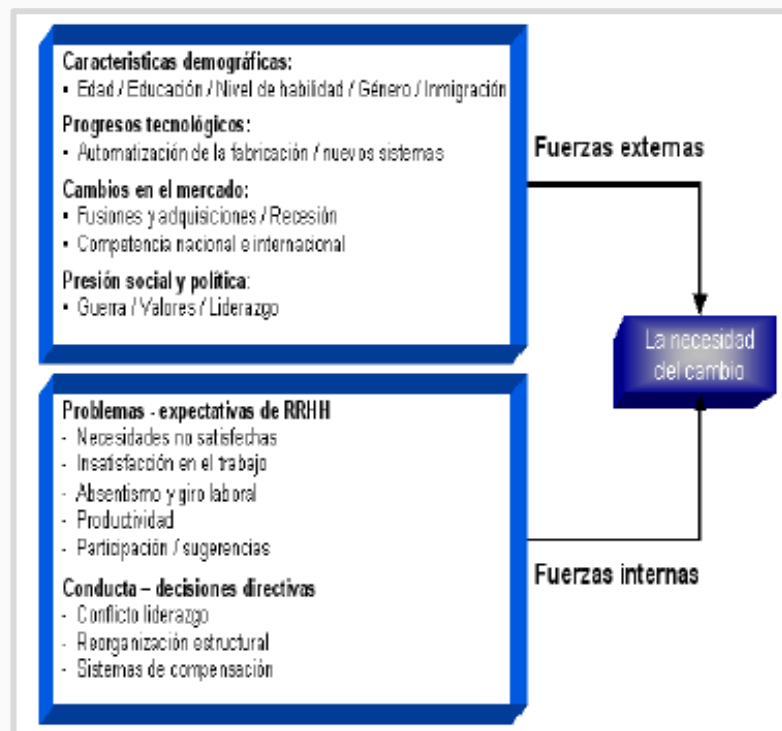 Caracteristicas demográficas:
▪ Edad / Educación / Nivel de habilidad / Género / Inmigración
Progresos tecnológicos:
▪ Automatización de la fabricación / nuevos sistemas
Cambios en el mercado:
▪ Fusiones y adquisiciones / Recesión
▪ Competencia nacional e internacional
Presión social y política:
▪ Guerra / Valores / Liderazgo
Fuerzas externas
La necesidad
del cambio
Problemas - expectativas de RRHH
- Necesidades no satisfechas
- Insatisfacción en el trabajo
- Absentismo y giro laboral
- Productividad
- Participación / sugerencias
Conducta – decisiones directivas
- Conflicto liderazgo
- Reorganización estructural
- Sistemas de compensación
Fuerzas internas